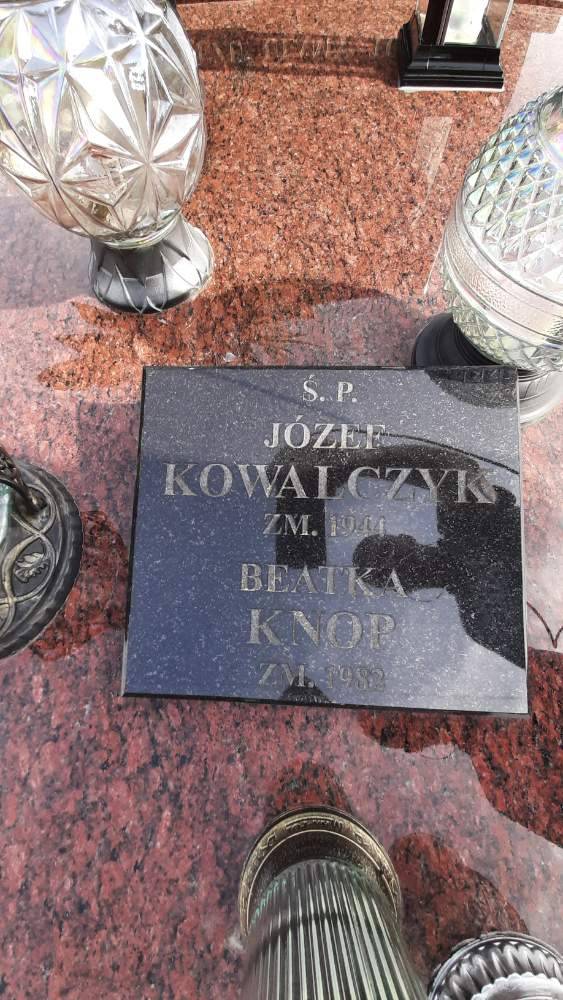 Ś. P.
JÓZEF
KOWALCZYK
ZM. 1944
BEATKA
KNOP
ZM. 1982